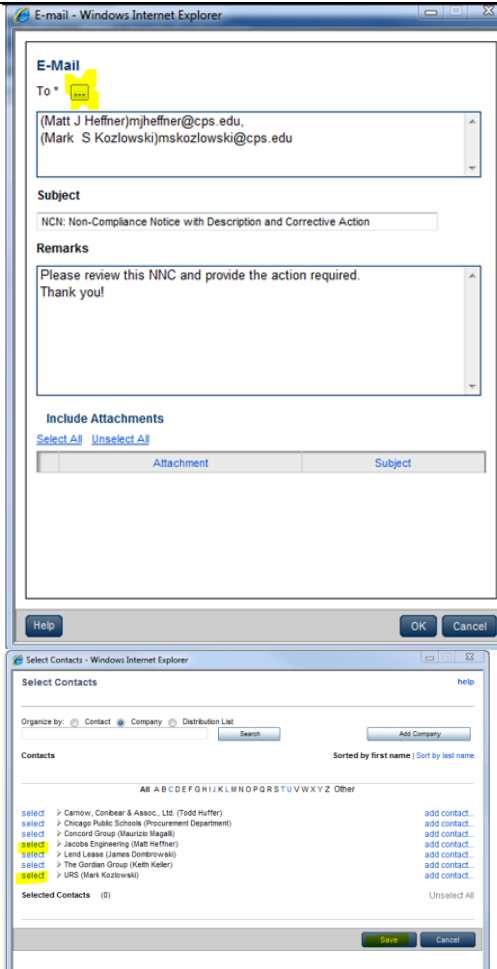 E-mail - Windows Internet Explorer
E-Mail
To * ...
(Matt J Heffner)mjheffner@cps.edu,
(Mark S Kozlowski)mskozlowski@cps.edu
Subject
NCN: Non-Compliance Notice with Description and Corrective Action
Remarks
Please review this NNC and provide the action required.
Thank you!
Include Attachments
Select All Unselect All
Attachment Subject
Help OK Cancel
Select Contacts - Windows Internet Explorer
Select Contacts help
Organize by: Contact Company Distribution List
Search Add Company
Contacts Sorted by first name | Sort by last name
All A B C D E F G H I J K L M N O P Q R S T U V W X Y Z Other
select Carnow, Conibear & Assoc., Ltd. (Todd Huffer) add contact...
select Chicago Public Schools (Procurement Department) add contact...
select Concord Group (Maurizio Magalli) add contact...
select Jacobs Engineering (Matt Heffner) add contact...
select Lend Lease (James Dombrowski) add contact...
select The Gordian Group (Keith Keller) add contact...
select URS (Mark Kozlowski) add contact...
Selected Contacts (0) Unselect All
Save Cancel